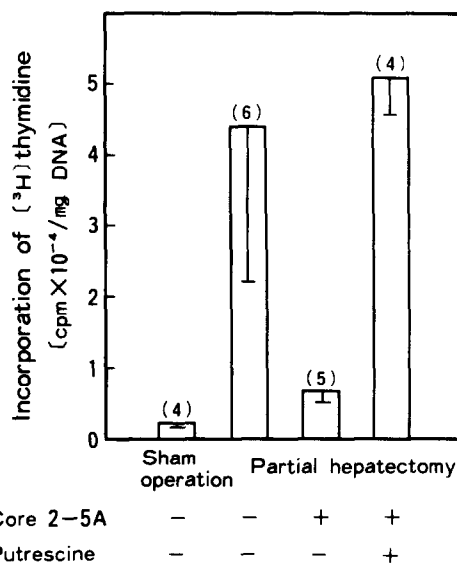 Incorporation of (³H)thymidine
(cpm×10⁻⁴/mg DNA)
5
4
3
2
1
0
(4)
(6)
(5)
(4)
Sham
operation
Partial hepatectomy
Core 2-5A − − + +
Putrescine − − − +